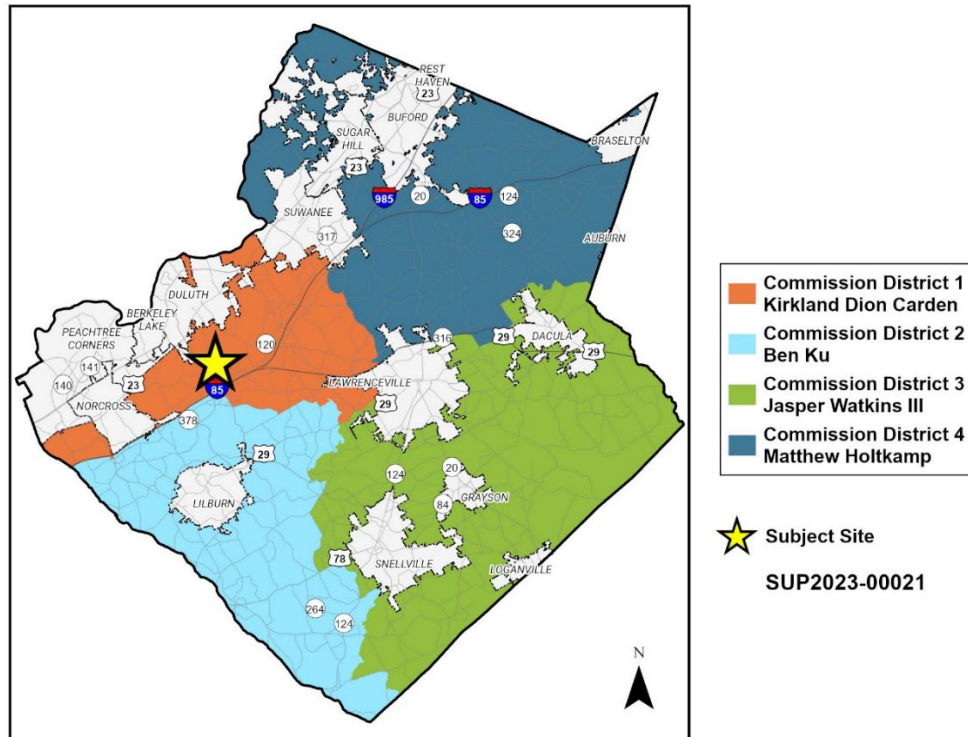 REST
HAVEN
23
BUFORD
SUGAR
HILL
23
BRASELTON
985
20
85
124
SUWANEE
317
324
AUBURN
DULUTH
BERKELEY
LAKE
PEACHTREE
CORNERS
141
140
23
NORCROSS
120
85
316
29
DACULA
29
LAWRENCEVILLE
29
378
29
LILBURN
124
20
84
GRAYSON
78
SNELLVILLE
LOGANVILLE
264
124
N
Commission District 1
Kirkland Dion Carden
Commission District 2
Ben Ku
Commission District 3
Jasper Watkins III
Commission District 4
Matthew Holtkamp
Subject Site
SUP2023-00021